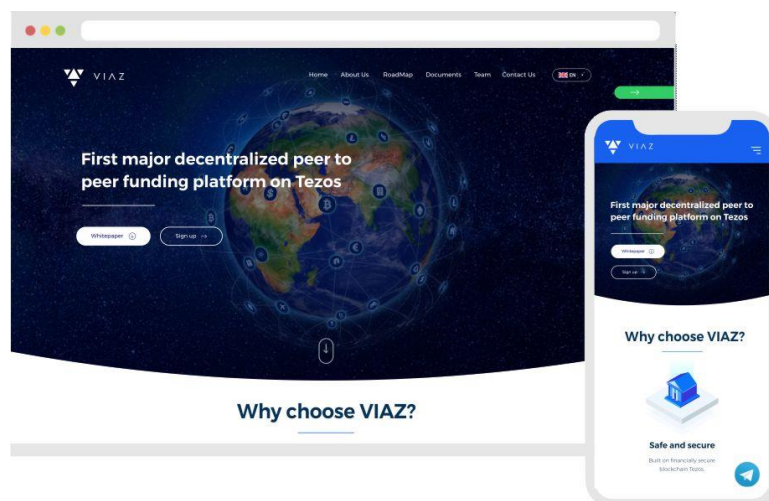 VIAZ
Home About Us RoadMap Documents Team Contact Us EN
First major decentralized peer to
peer funding platform on Tezos
Whitepaper
Sign up
Why choose VIAZ?
VIAZ
First major decentralized peer to
peer funding platform on Tezos
Whitepaper
Sign up
Why choose VIAZ?
Safe and secure
Built on financially secure
blockchain Tezos.